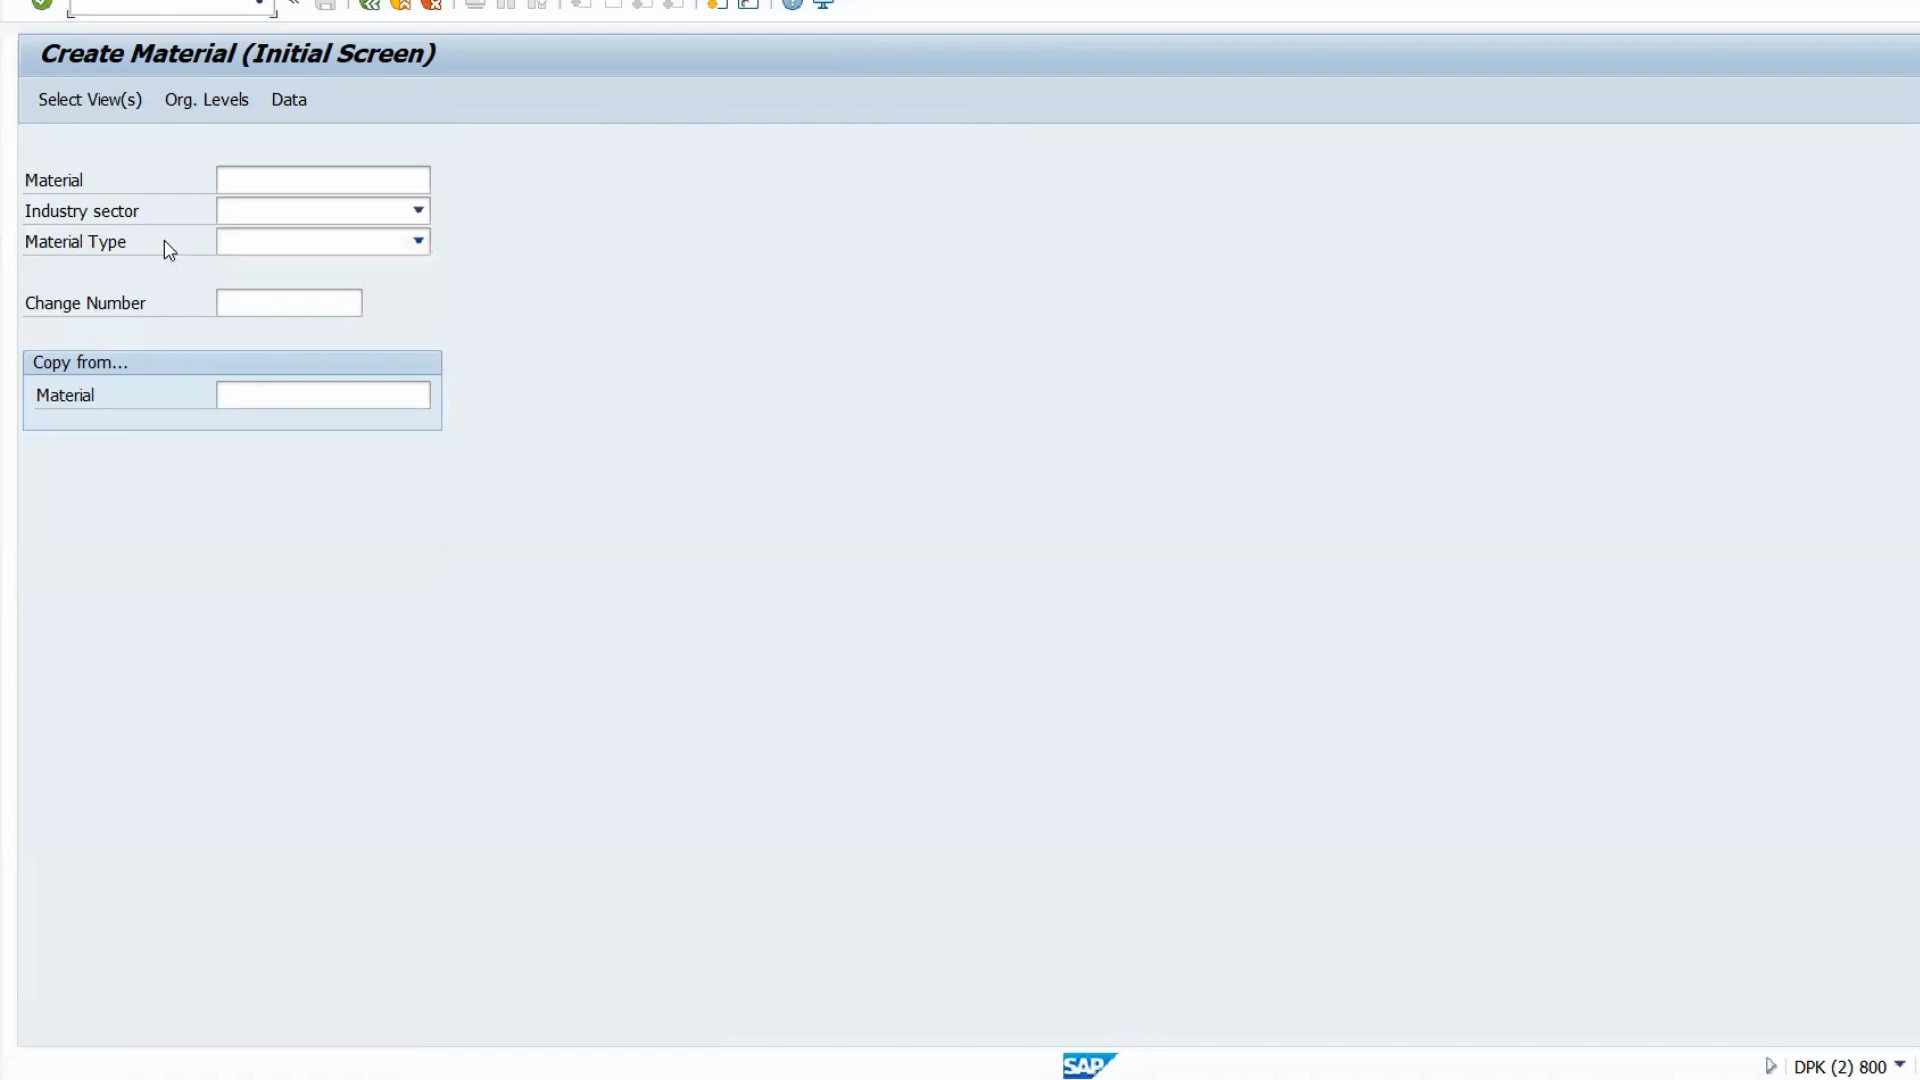 Create Material (Initial Screen)
Select View(s) Org. Levels Data
Material
Industry sector
Material Type
Change Number
Copy from...
Material
SAP
DPK (2) 800